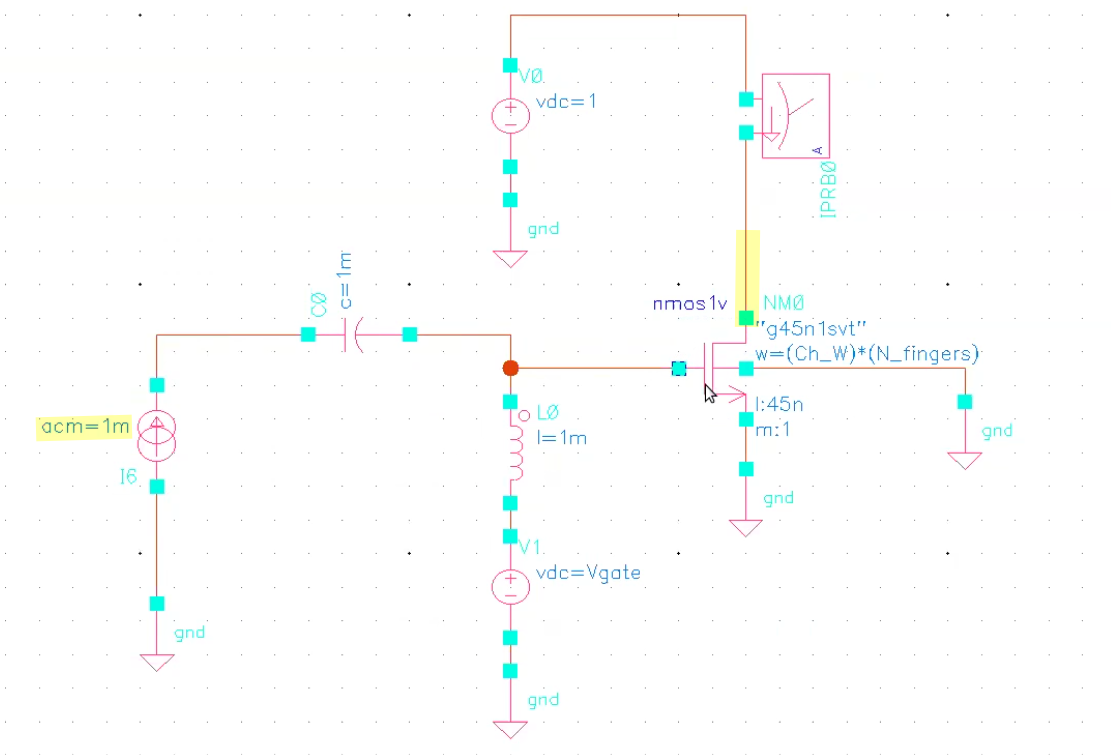 V0
vdc=1
A
IPRB0
gnd
C0
c=1m
nmos1v
NM0
"g45n1svt"
w=(Ch_W)*(N_fingers)
l:45n
m:1
gnd
gnd
acm=1m
I6
gnd
L0
l=1m
V1
vdc=Vgate
gnd